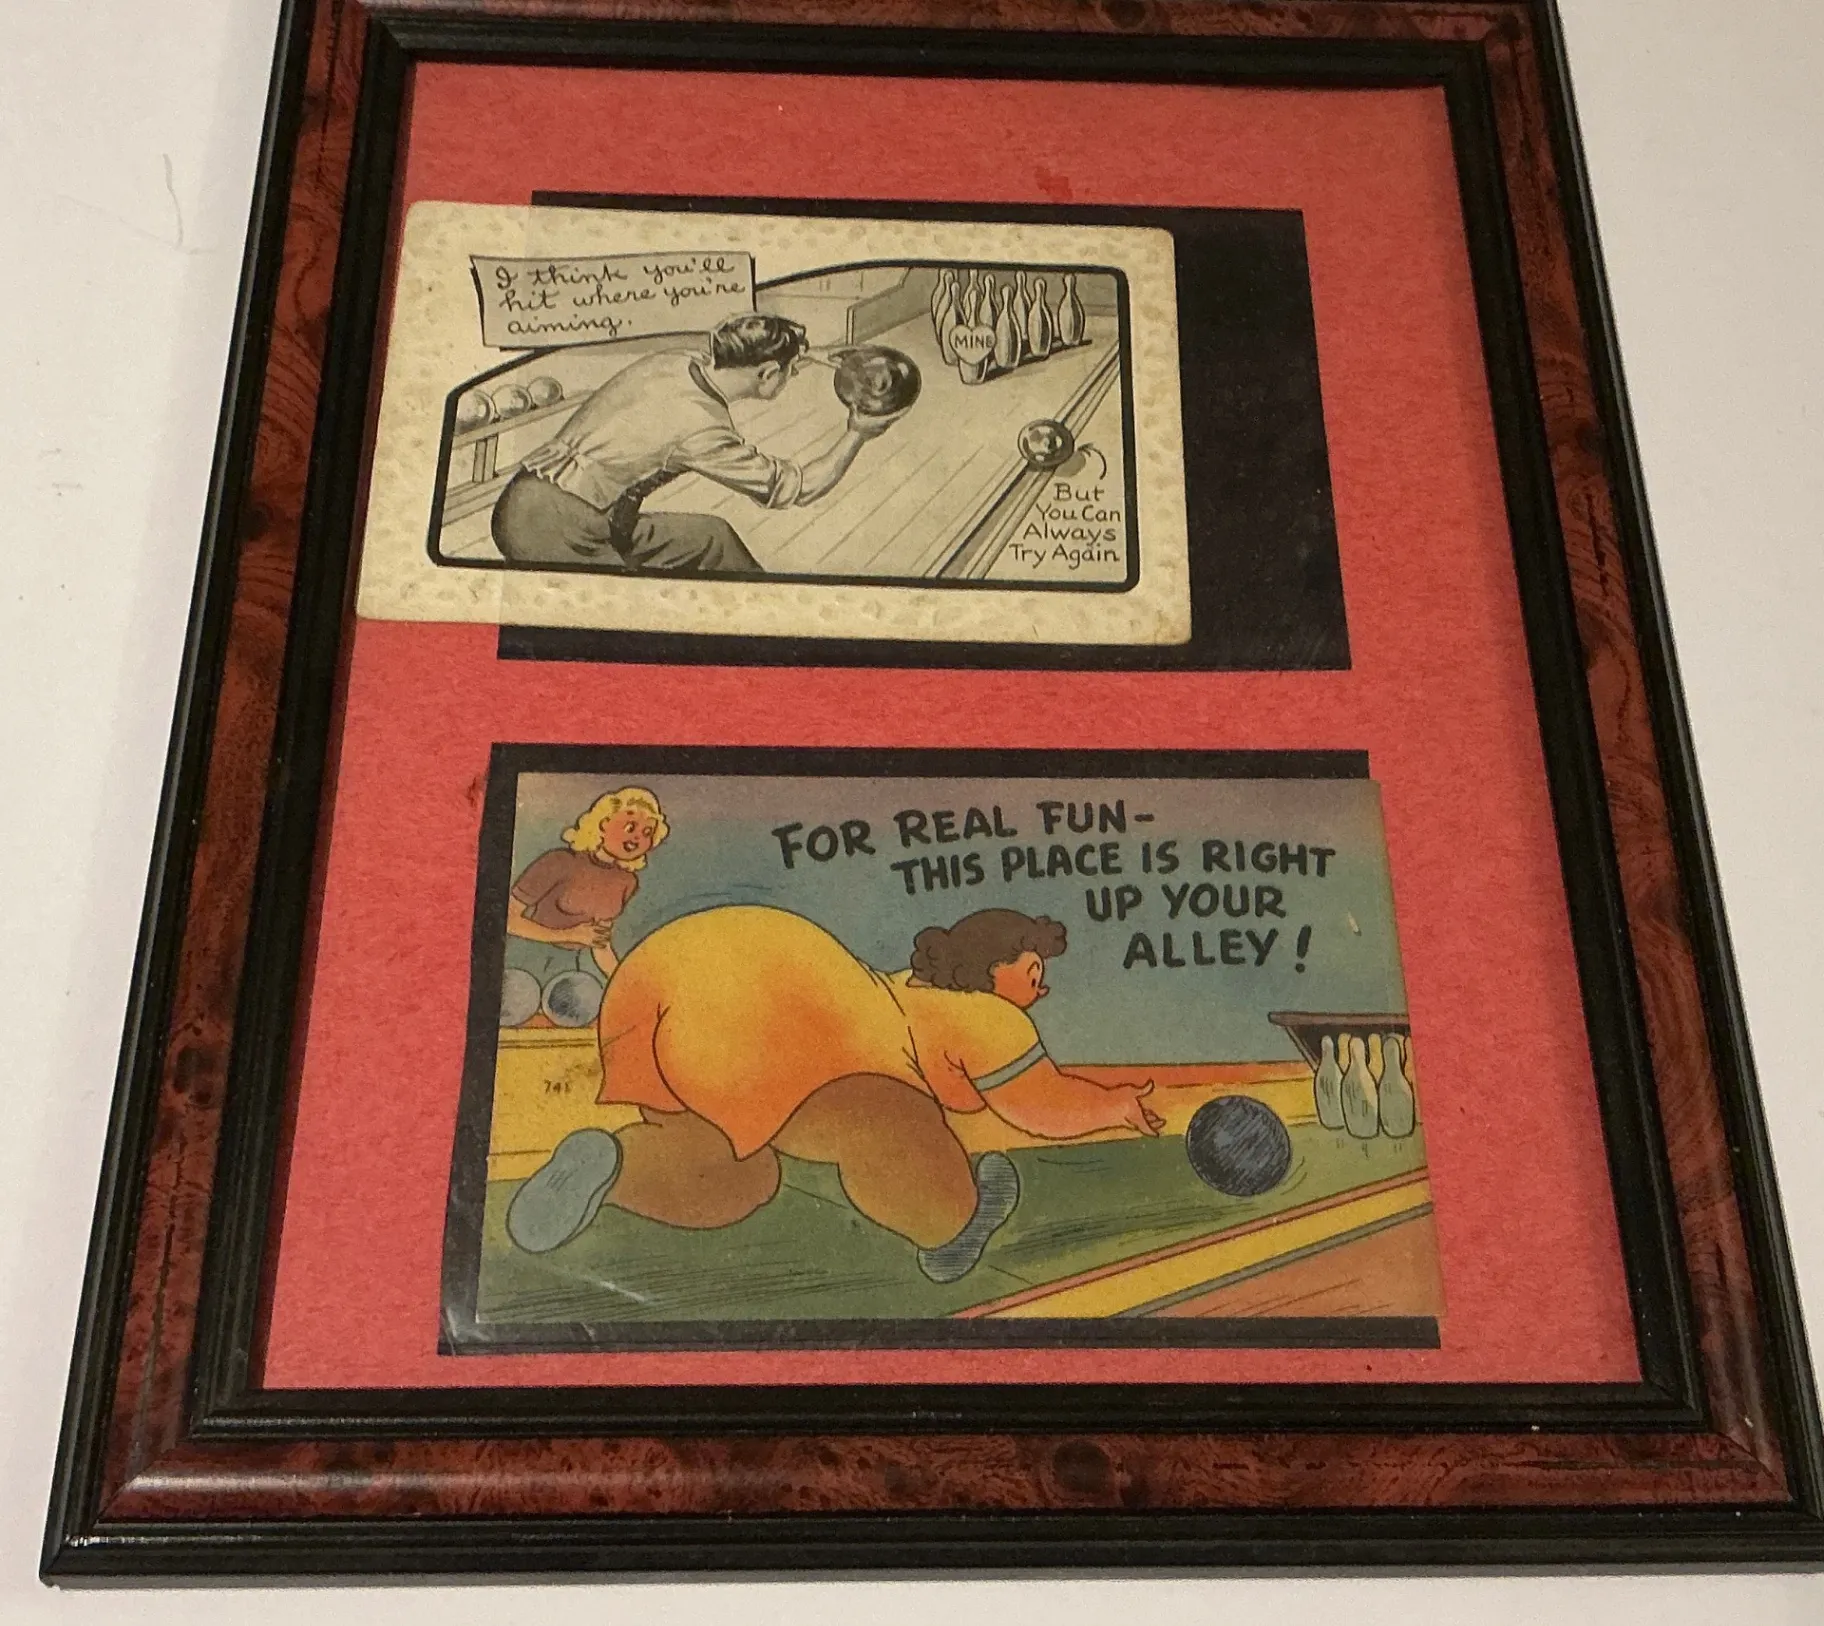 I think you'll
hit where you're
aiming.
MINE
But
You Can
Always
Try Again
FOR REAL FUN-
THIS PLACE IS RIGHT
UP YOUR
ALLEY!
741